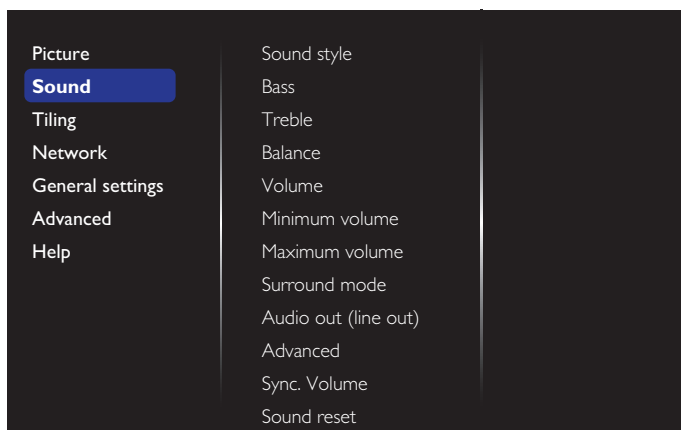 Picture
Sound
Tiling
Network
General settings
Advanced
Help
Sound style
Bass
Treble
Balance
Volume
Minimum volume
Maximum volume
Surround mode
Audio out (line out)
Advanced
Sync. Volume
Sound reset